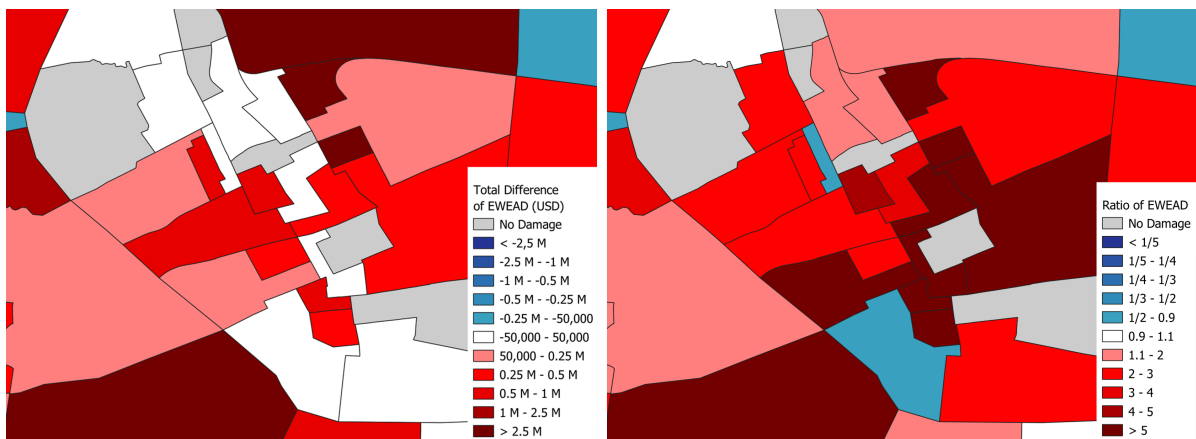 Total Difference
of EWEAD (USD)
No Damage
< -2,5 M
-2.5 M - -1 M
-1 M - -0.5 M
-0.5 M - -0.25 M
-0.25 M - -50,000
-50,000 - 50,000
50,000 - 0.25 M
0.25 M - 0.5 M
0.5 M - 1 M
1 M - 2.5 M
> 2.5 M
Ratio of EWEAD
No Damage
< 1/5
1/5 - 1/4
1/4 - 1/3
1/3 - 1/2
1/2 - 0.9
0.9 - 1.1
1.1 - 2
2 - 3
3 - 4
4 - 5
> 5